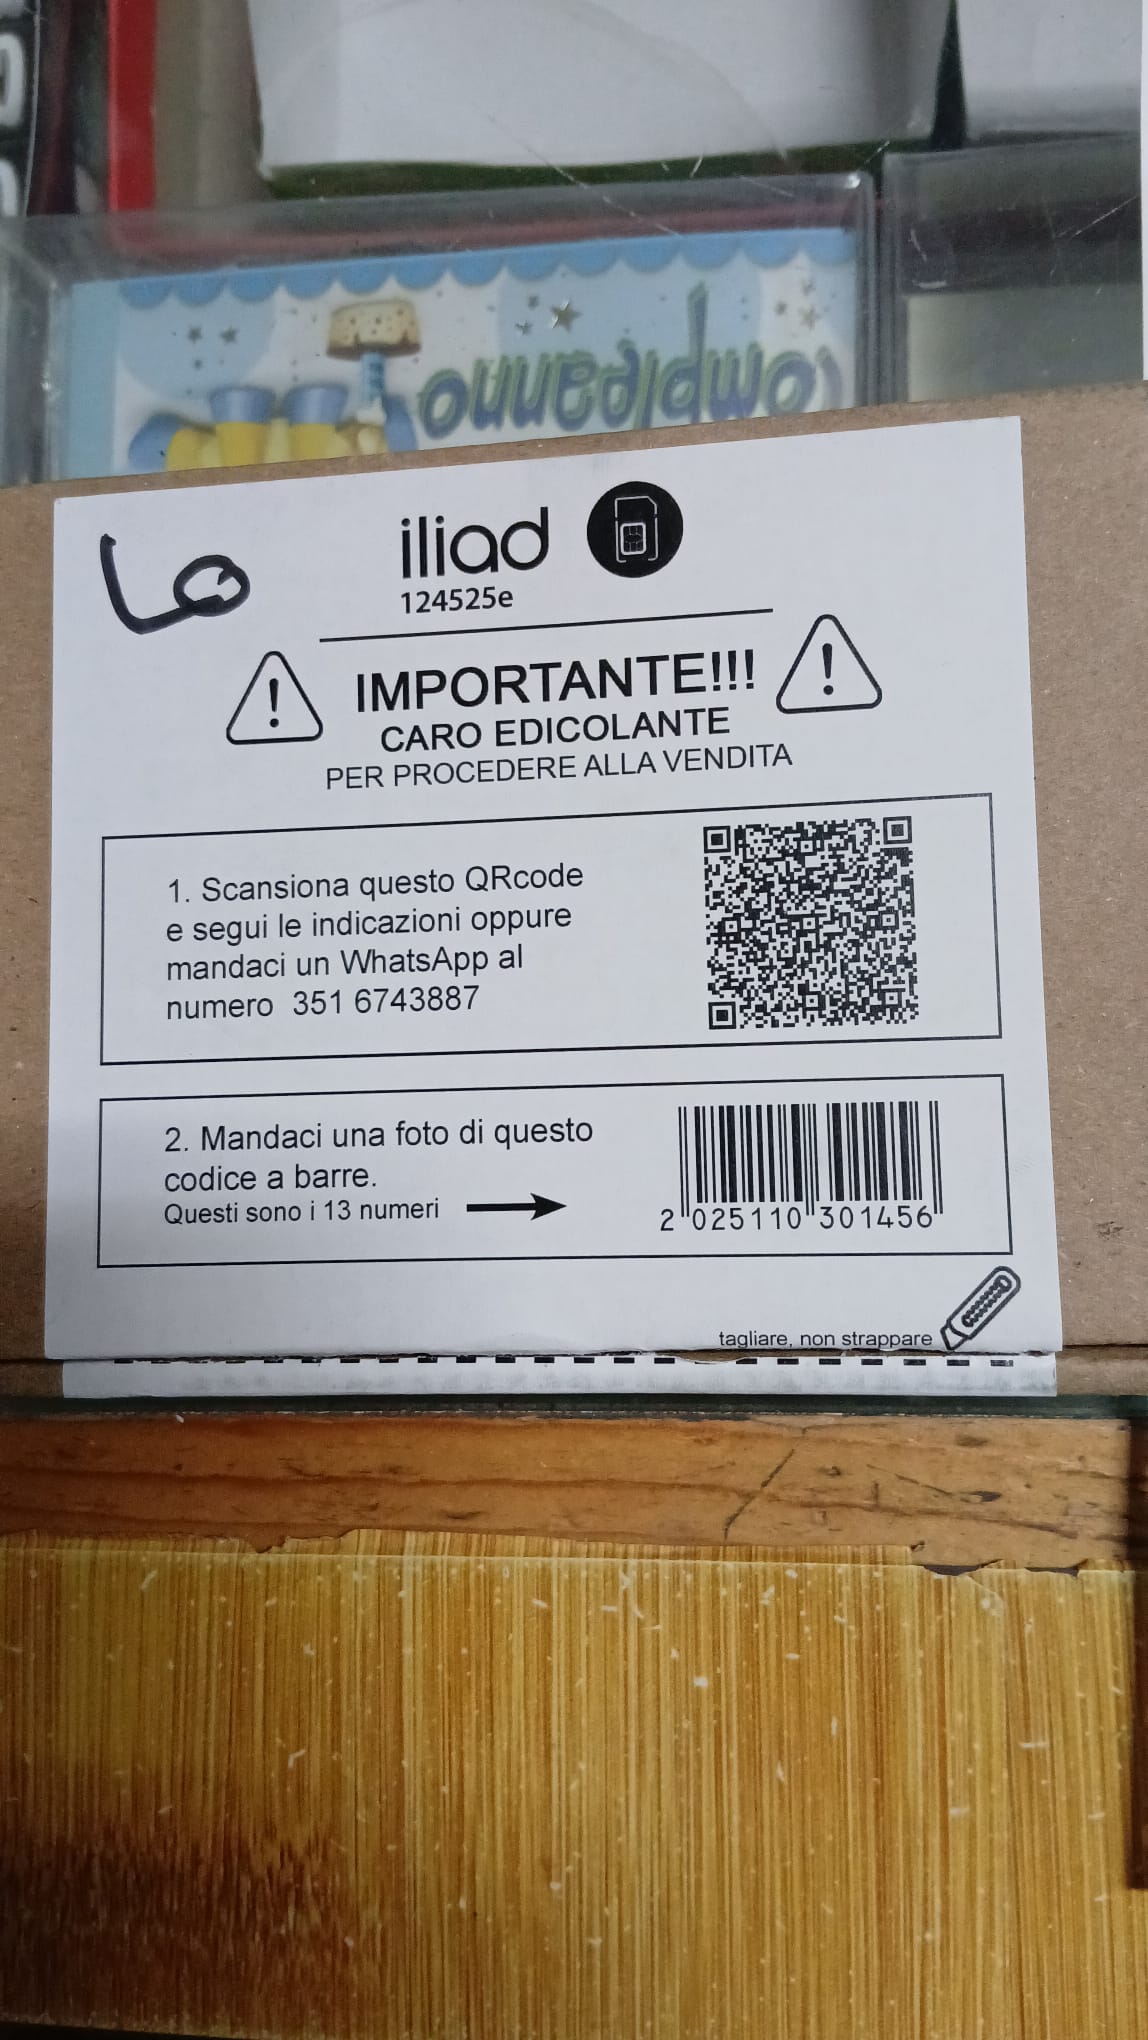 Compleanno
iliad
124525e
IMPORTANTE!!!
CARO EDICOLANTE
PER PROCEDERE ALLA VENDITA
1. Scansiona questo QRcode
e segui le indicazioni oppure
mandaci un WhatsApp al
numero 351 6743887
2. Mandaci una foto di questo
codice a barre.
Questi sono i 13 numeri
2 025110 301456
tagliare, non strappare